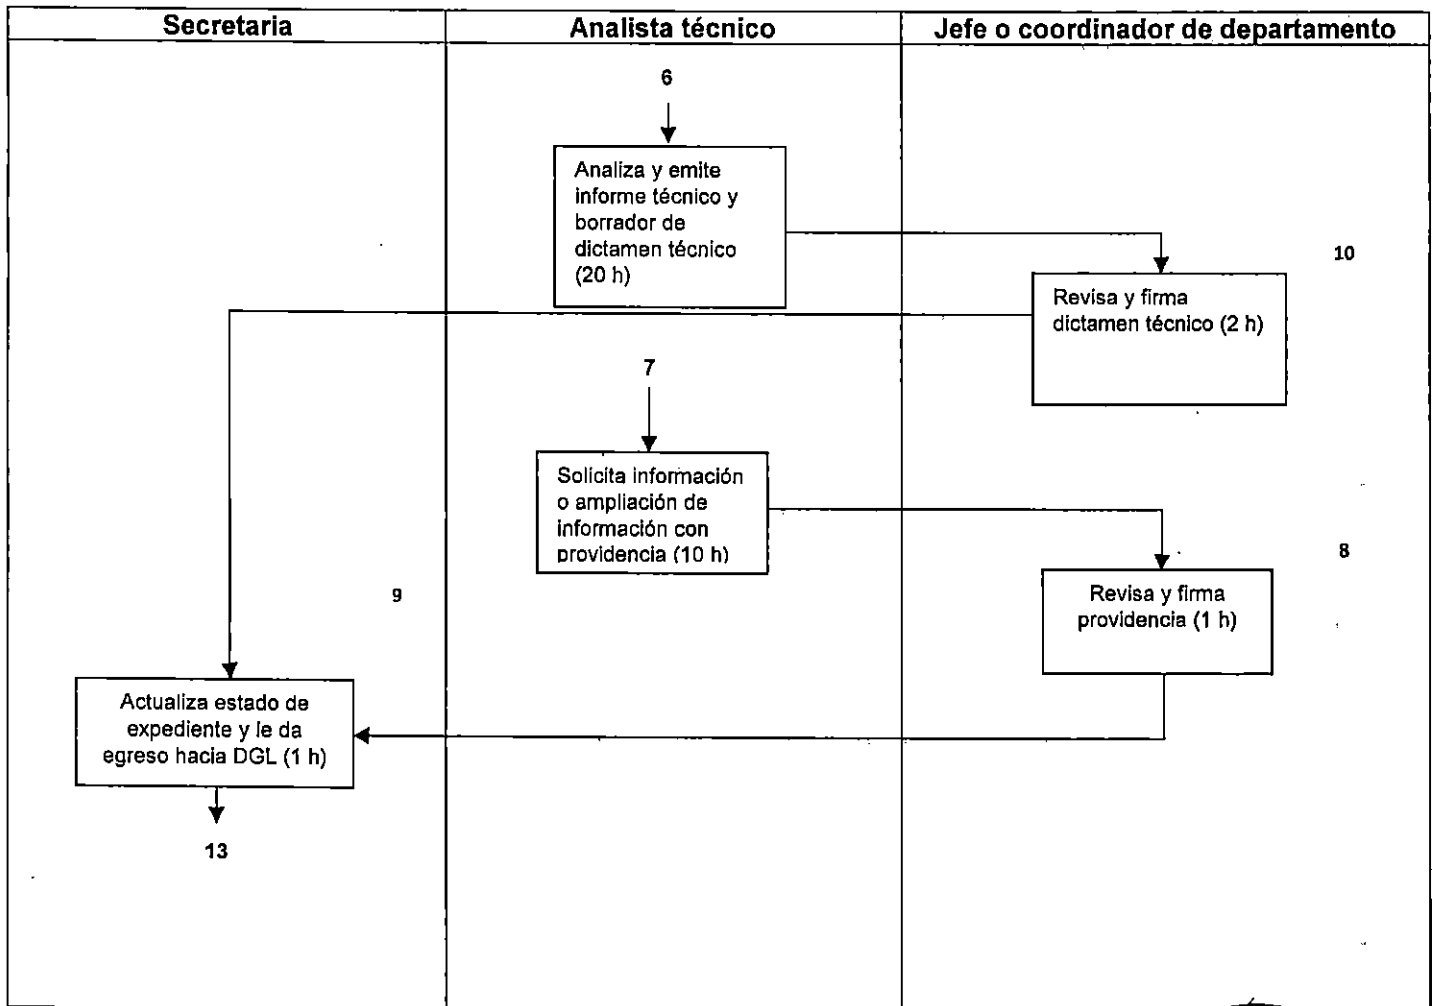 Secretaria
Analista técnico
Jefe o coordinador de departamento
6
Analiza y emite
informe técnico y
borrador de
dictamen técnico
(20 h)
10
Revisa y firma
dictamen técnico (2 h)
7
Solicita información
o ampliación de
información con
providencia (10 h)
8
Revisa y firma
providencia (1 h)
9
Actualiza estado de
expediente y le da
egreso hacia DGL (1 h)
13